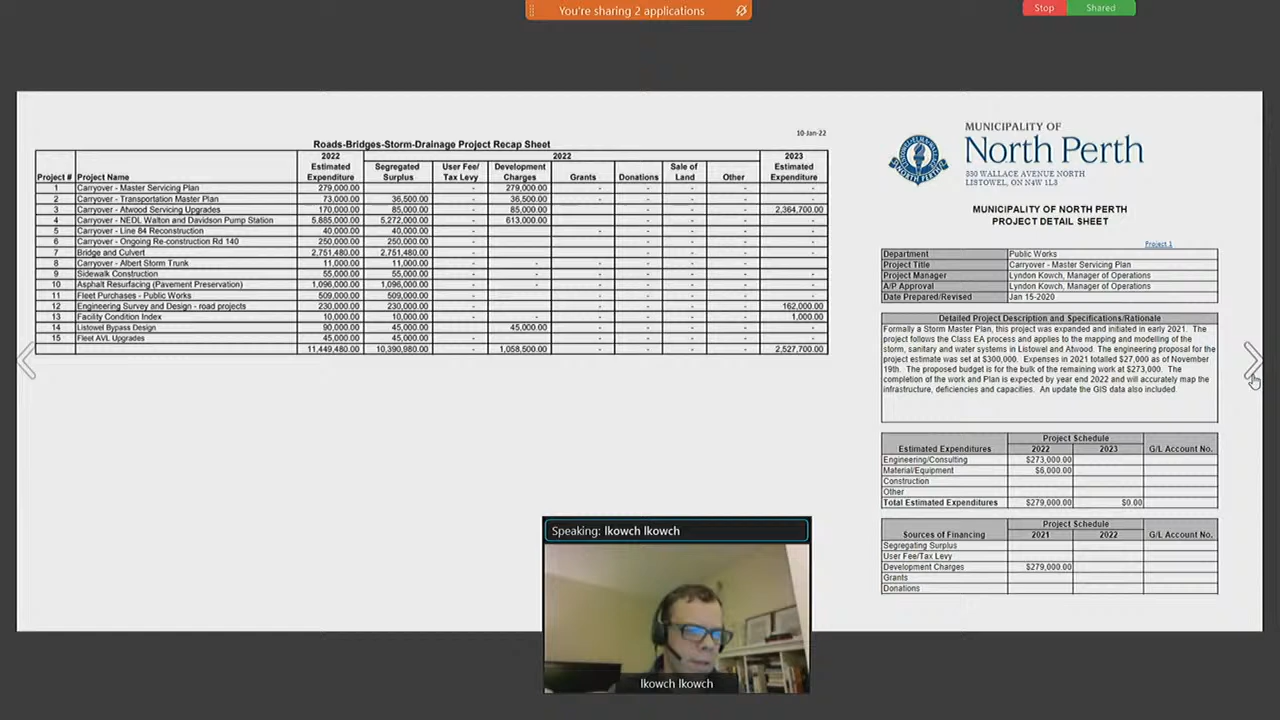 You're sharing 2 applications
Stop Shared
10-Jan-22
Roads-Bridges-Storm-Drainage Project Recap Sheet
2022 2022 2023
Estimated Segregated User Fee/ Development Sale of Estimated
Project # Project Name Expenditure Surplus Tax Levy Charges Grants Donations Land Other Expenditure
1 Carryover - Master Servicing Plan 279,000.00 - 279,000.00 - - - - -
2 Carryover - Transportation Master Plan 73,000.00 36,500.00 - 36,500.00 - - - - -
3 Carryover - Atwood Servicing Upgrades 170,000.00 85,000.00 - 85,000.00 - - - 2,364,700.00
4 Carryover - NEDL Walton and Davidson Pump Station 5,885,000.00 5,272,000.00 - 613,000.00 - - - -
5 Carryover - Line 84 Reconstruction 40,000.00 40,000.00 - - - - - -
6 Carryover - Ongoing Re-construction Rd 140 250,000.00 250,000.00 - - - - -
7 Bridge and Culvert 2,751,480.00 2,751,480.00 - - - - -
8 Carryover - Albert Storm Trunk 11,000.00 11,000.00 - - - - - - -
9 Sidewalk Construction 55,000.00 55,000.00 - - - - - - -
10 Asphalt Resurfacing (Pavement Preservation) 1,096,000.00 1,096,000.00 - - - - - - -
11 Fleet Purchases - Public Works 509,000.00 509,000.00 - - - - - -
12 Engineering Survey and Design - road projects 230,000.00 230,000.00 - - - - - 162,000.00
13 Facility Condition Index 10,000.00 10,000.00 - - - - - - 1,000.00
14 Listowel Bypass Design 90,000.00 45,000.00 - 45,000.00 - - - - -
15 Fleet AVL Upgrades 45,000.00 45,000.00 - - - - -
11,449,480.00 10,390,980.00 - 1,058,500.00 - - - - 2,527,700.00
MUNICIPALITY OF
North Perth
330 WALLACE AVENUE NORTH
LISTOWEL, ON N4W 1L3
MUNICIPALITY OF NORTH PERTH
PROJECT DETAIL SHEET
Project 1
Department Public Works
Project Title Carryover - Master Servicing Plan
Project Manager Lyndon Kowch, Manager of Operations
A/P Approval Lyndon Kowch, Manager of Operations
Date Prepared/Revised Jan 15-2020
Detailed Project Description and Specifications/Rationale
Formally a Storm Master Plan, this project was expanded and initiated in early 2021. The
project follows the Class EA process and applies to the mapping and modelling of the
storm, sanitary and water systems in Listowel and Atwood. The engineering proposal for the
project estimate was set at $300,000. Expenses in 2021 totalled $27,000 as of November
19th. The proposed budget is for the bulk of the remaining work at $273,000. The
completion of the work and Plan is expected by year end 2022 and will accurately map the
infrastructure, deficiencies and capacities. An update the GIS data also included
Project Schedule
Estimated Expenditures 2022 2023 G/L Account No.
Engineering/Consulting $273,000.00
Material/Equipment $6,000.00
Construction
Other
Total Estimated Expenditures $279,000.00 $0.00
Project Schedule
Sources of Financing 2021 2022 G/L Account No.
Segregating Surplus
User Fee/Tax Levy
Development Charges $279,000.00
Grants
Donations
Speaking: lkowch lkowch
lkowch lkowch